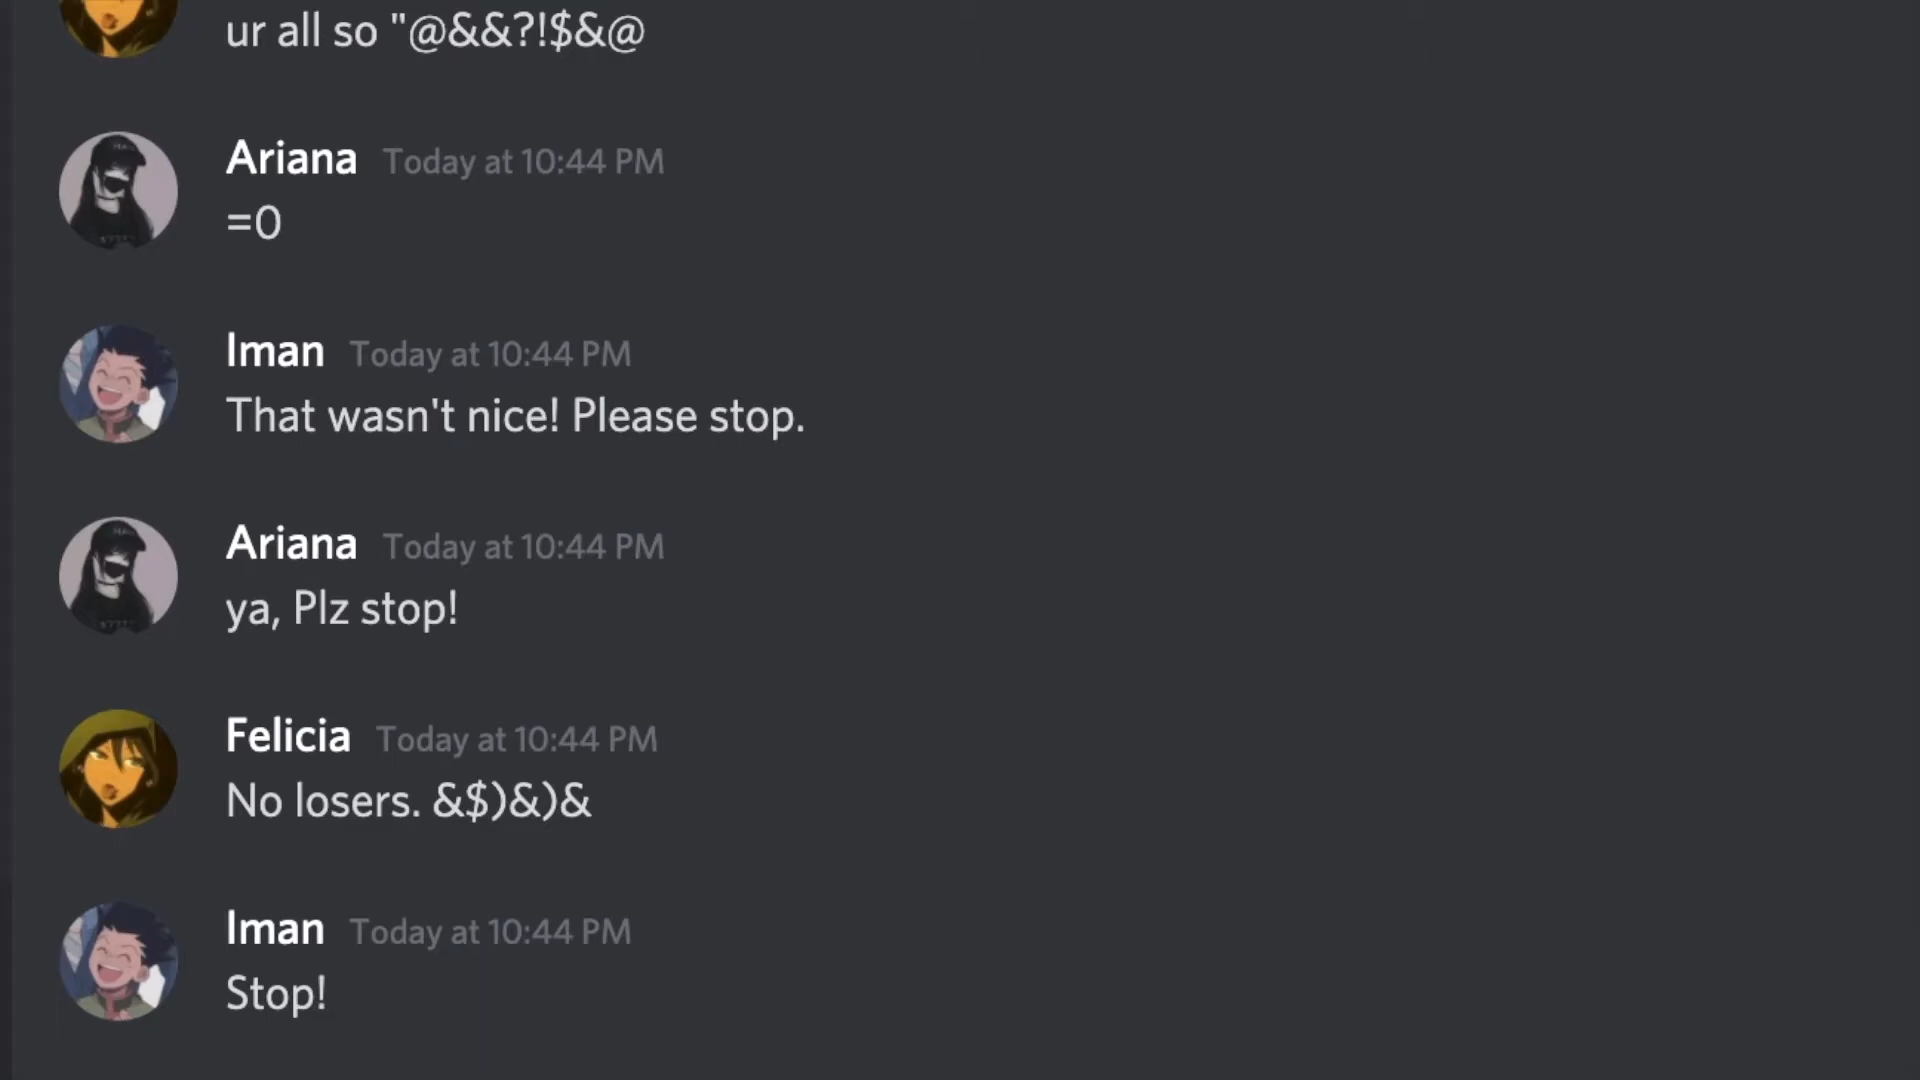 ur all so "@&&?!$&@
Ariana Today at 10:44 PM
=0
Iman Today at 10:44 PM
That wasn't nice! Please stop.
Ariana Today at 10:44 PM
ya, Plz stop!
Felicia Today at 10:44 PM
No losers. &$)&)&
Iman Today at 10:44 PM
Stop!